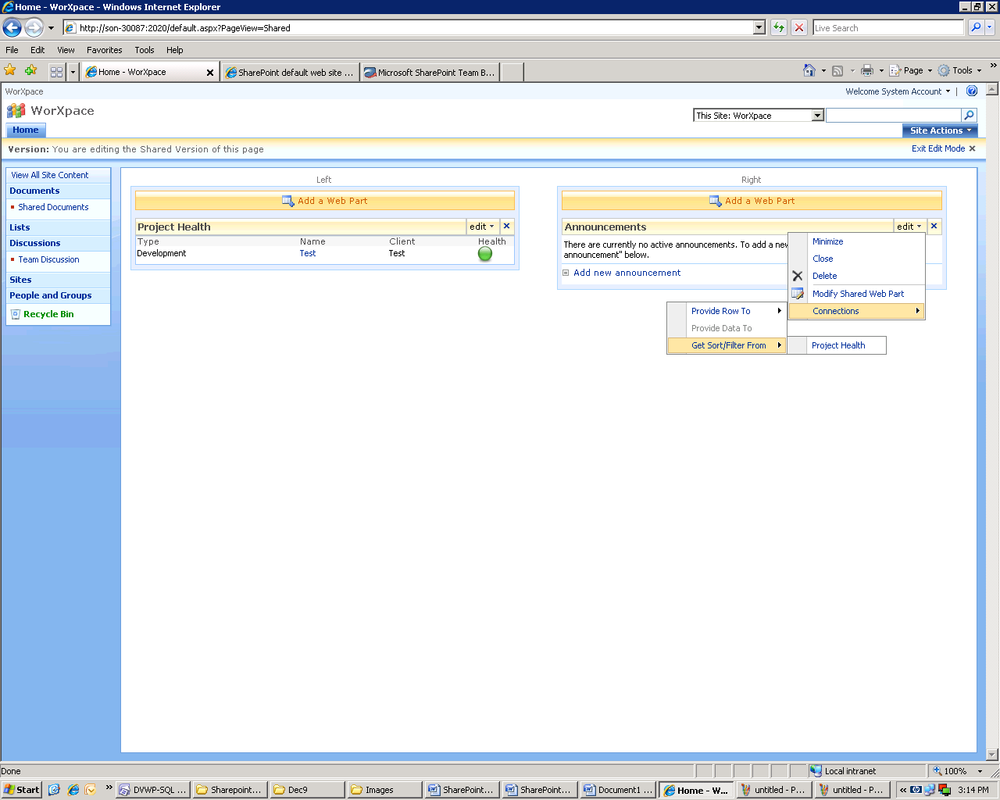 Home - WorXpace - Windows Internet Explorer
http://son-30087:2020/default.aspx?PageView=Shared
Live Search
File Edit View Favorites Tools Help
Home - WorXpace
SharePoint default web site ...
Microsoft SharePoint Team B...
Page
Tools
WorXpace
Welcome System Account
WorXpace
This Site: WorXpace
Home
Site Actions
Version: You are editing the Shared Version of this page
Exit Edit Mode
View All Site Content
Documents
Shared Documents
Lists
Discussions
Team Discussion
Sites
People and Groups
Recycle Bin
Left
Add a Web Part
Project Health
edit
Type Name Client Health
Development Test Test
Right
Add a Web Part
Announcements
edit
There are currently no active announcements. To add a new
announcement" below.
Add new announcement
Minimize
Close
Delete
Modify Shared Web Part
Connections
Provide Row To
Provide Data To
Get Sort/Filter From
Project Health
Done
Local intranet
100%
Start
DVWP-SQL ...
Sharepoint...
Dec9
Images
SharePoint...
SharePoint...
Document1 ...
Home - W...
untitled - P...
untitled - P...
3:14 PM